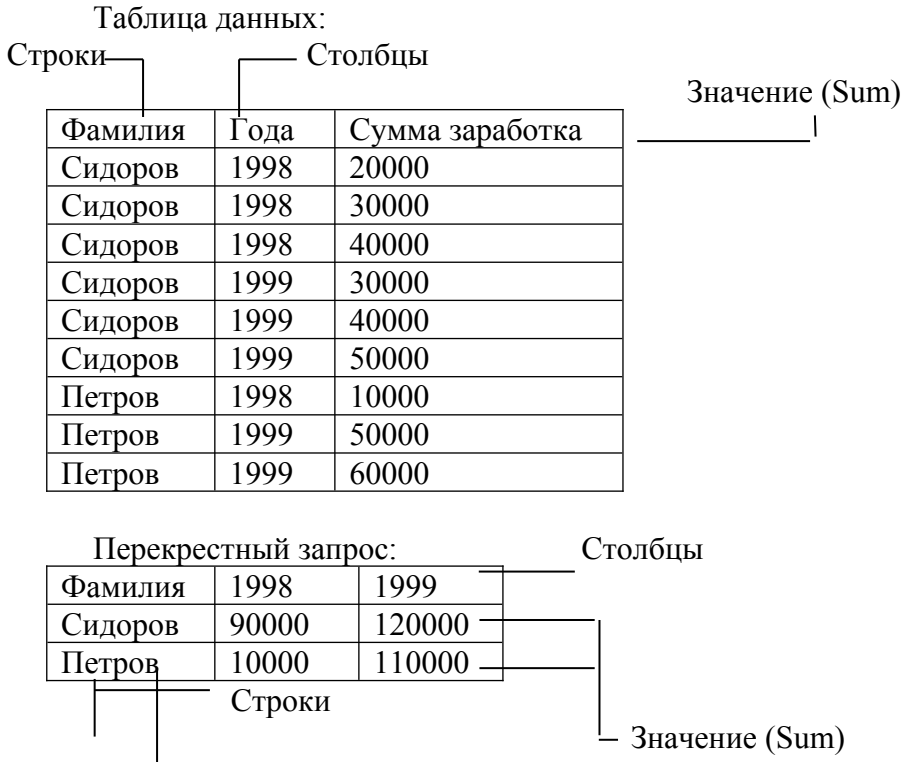 Таблица данных:
Строки Столбцы
Значение (Sum)
Фамилия Года Сумма заработка
Сидоров 1998 20000
Сидоров 1998 30000
Сидоров 1998 40000
Сидоров 1999 30000
Сидоров 1999 40000
Сидоров 1999 50000
Петров 1998 10000
Петров 1999 50000
Петров 1999 60000
Перекрестный запрос: Столбцы
Фамилия 1998 1999
Сидоров 90000 120000
Петров 10000 110000
Строки
Значение (Sum)